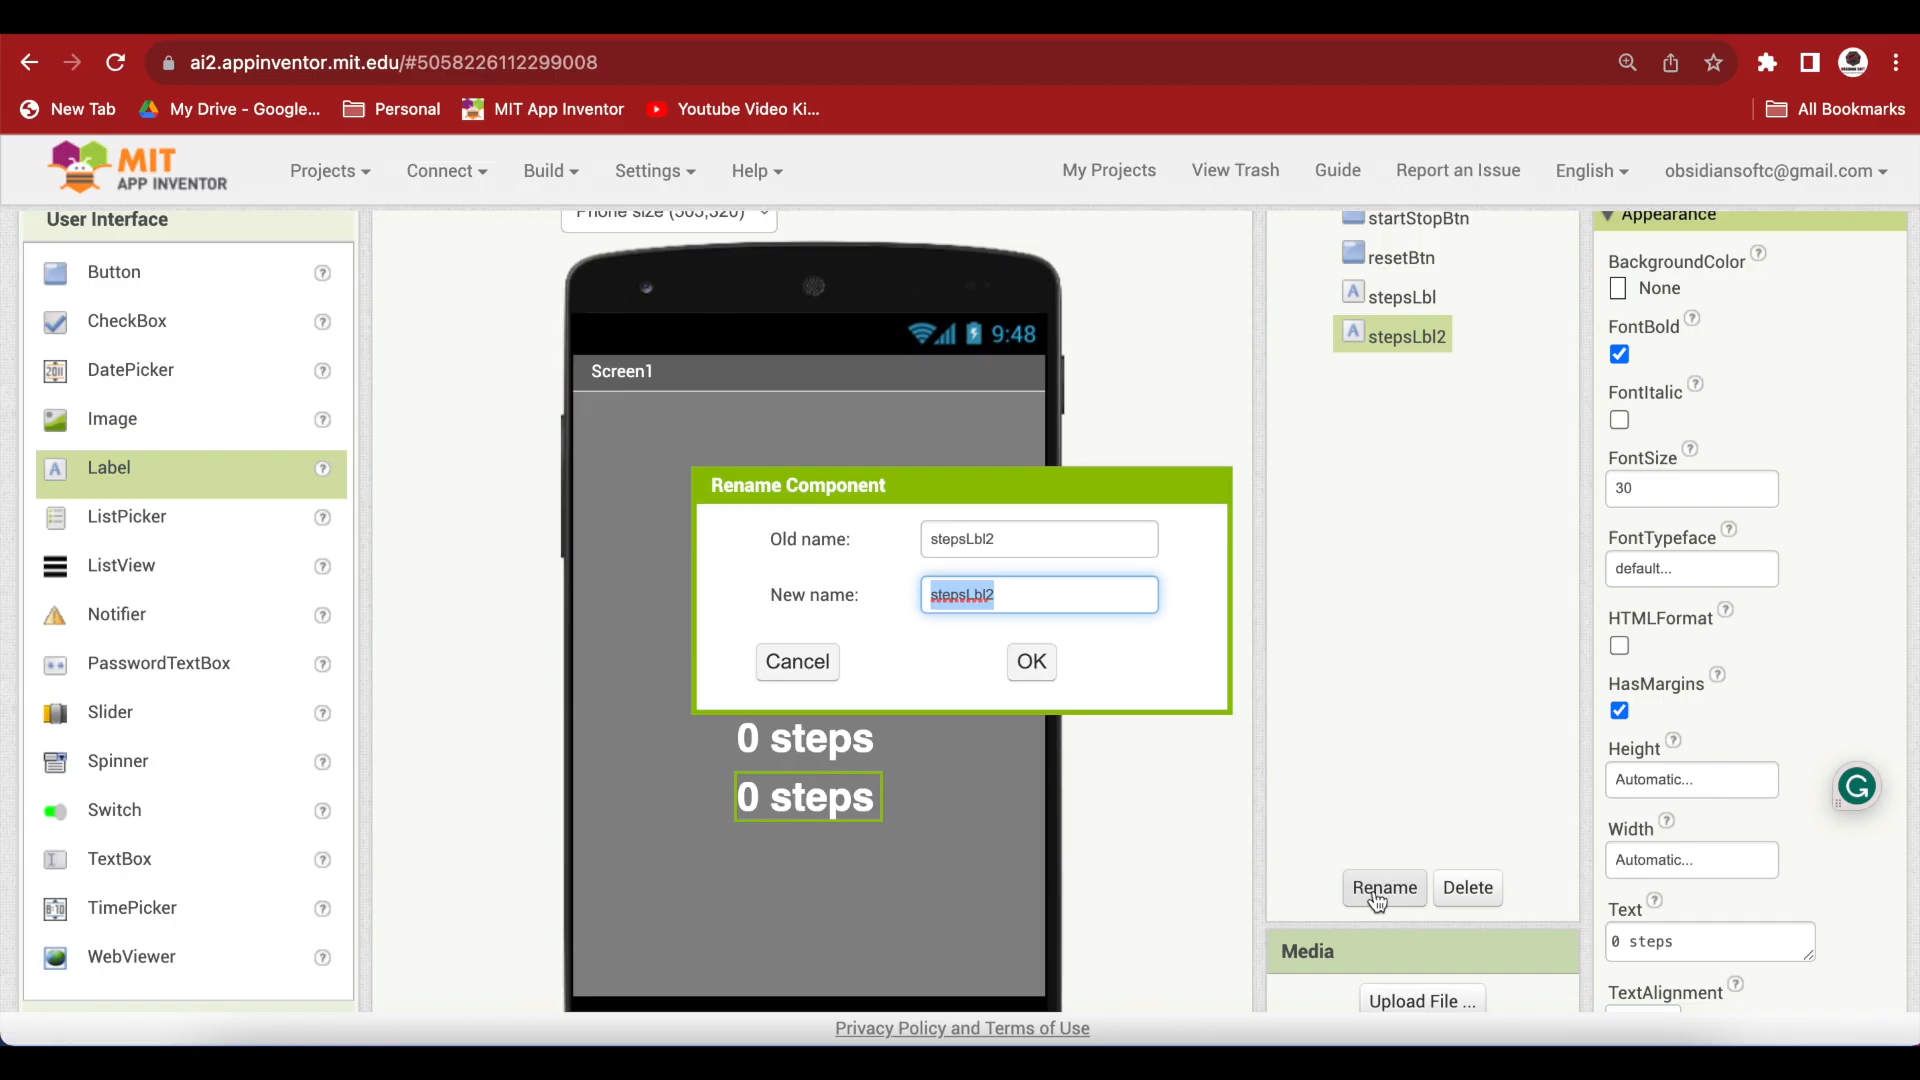 ai2.appinventor.mit.edu/#5058226112299008
New Tab
My Drive - Google...
Personal
MIT App Inventor
Youtube Video Ki...
All Bookmarks
MIT
APP INVENTOR
Projects
Connect
Build
Settings
Help
My Projects
View Trash
Guide
Report an Issue
English
obsidiansoftc@gmail.com
User Interface
Button
CheckBox
DatePicker
Image
Label
ListPicker
ListView
Notifier
PasswordTextBox
Slider
Spinner
Switch
TextBox
TimePicker
WebViewer
Phone size (505,320)
9:48
Screen1
Rename Component
Old name:
stepsLbl2
New name:
stepsLbl2
Cancel
OK
0 steps
0 steps
startStopBtn
resetBtn
stepsLbl
stepsLbl2
Rename
Delete
Media
Upload File ...
Appearance
BackgroundColor
None
FontBold
FontItalic
FontSize
30
FontTypeface
default...
HTMLFormat
HasMargins
Height
Automatic...
Width
Automatic...
Text
0 steps
TextAlignment
Privacy Policy and Terms of Use